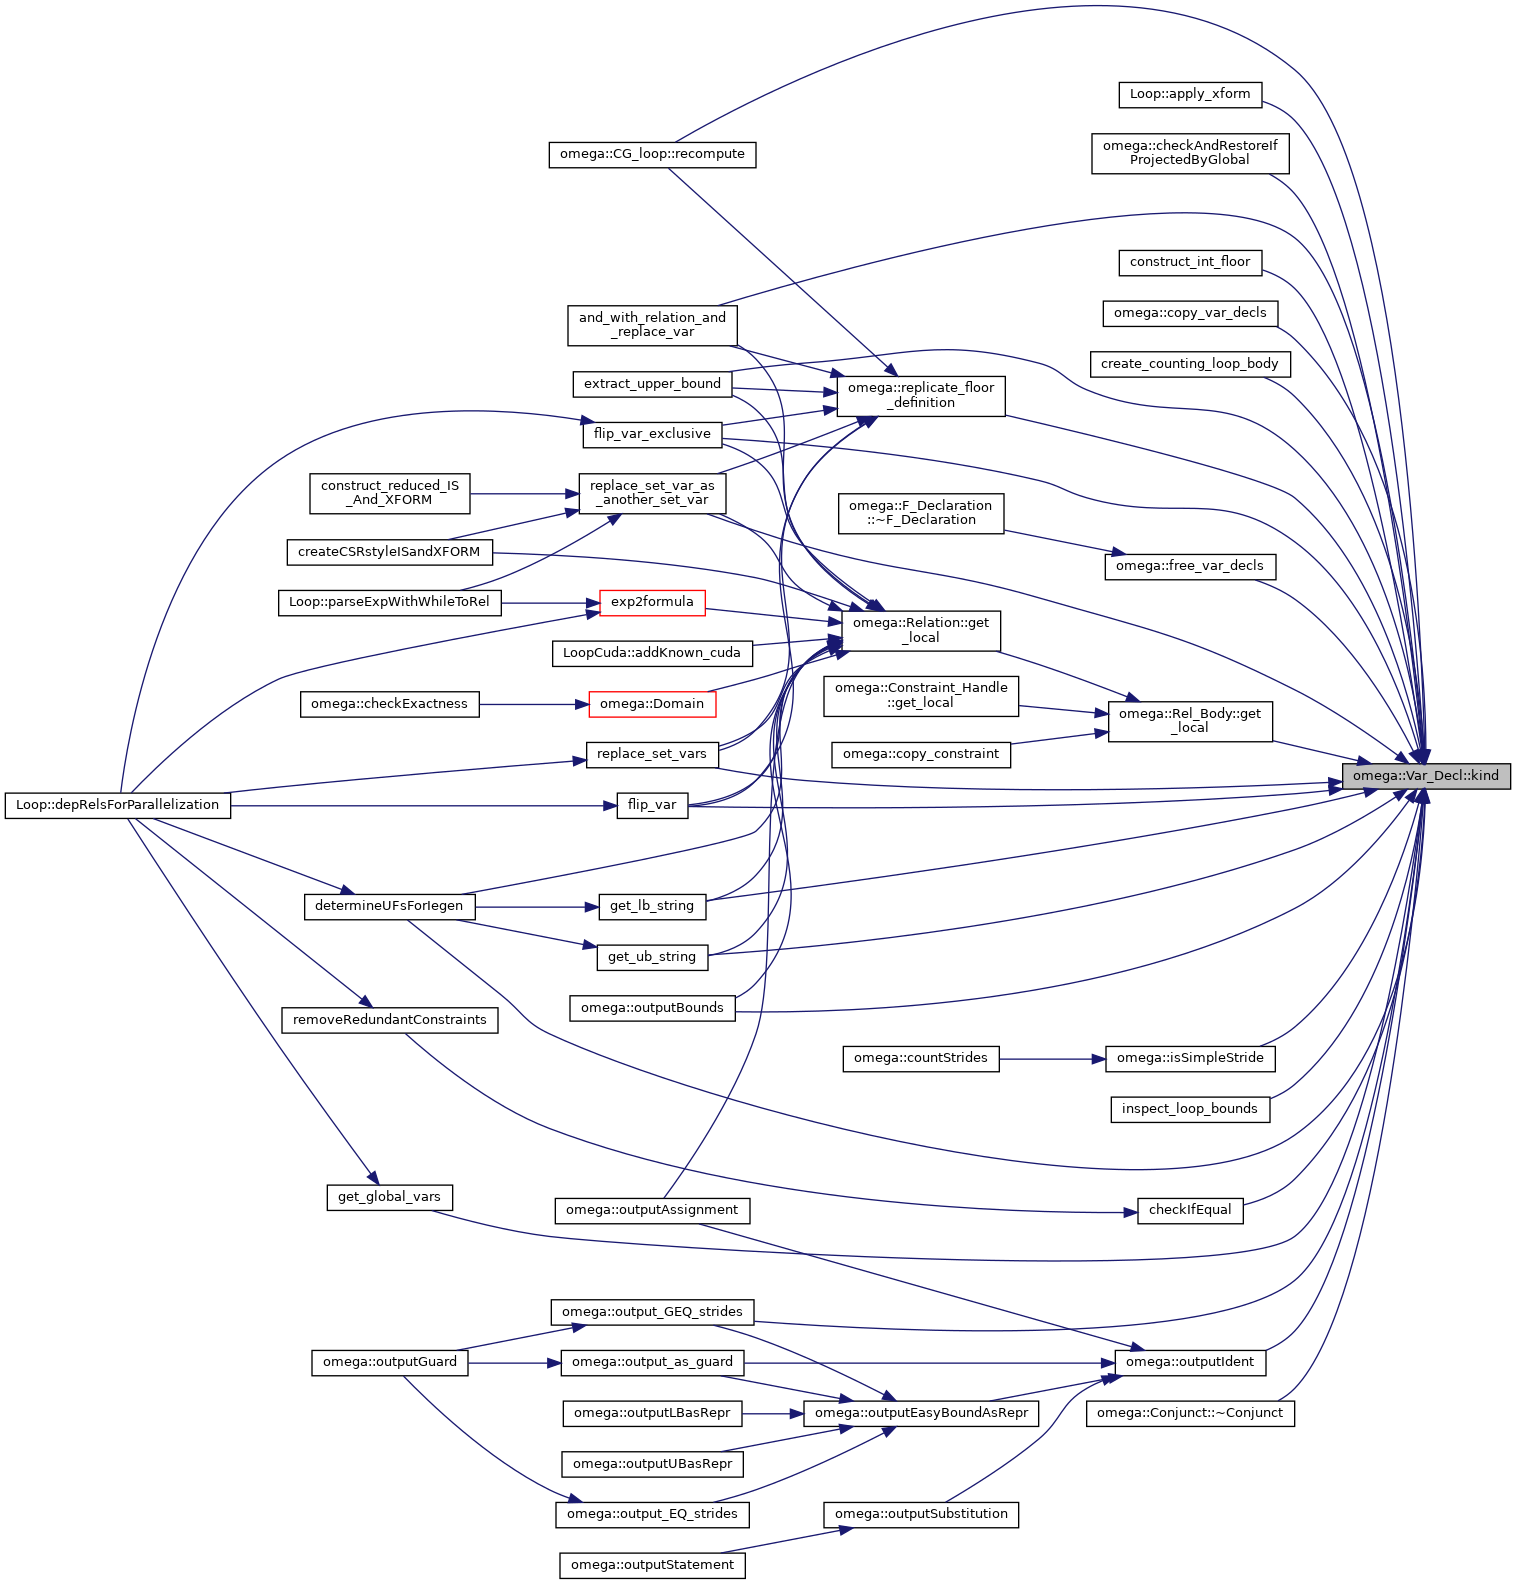 Loop::apply_xform
omega::checkAndRestoreIf
ProjectedByGlobal
omega::CG_loop::recompute
construct_int_floor
omega::copy_var_decls
and_with_relation_and
_replace_var
create_counting_loop_body
extract_upper_bound
omega::replicate_floor
_definition
flip_var_exclusive
construct_reduced_IS
_And_XFORM
replace_set_var_as
_another_set_var
omega::F_Declaration
::~F_Declaration
createCSRstyleISandXFORM
omega::free_var_decls
Loop::parseExpWithWhileToRel
exp2formula
omega::Relation::get
_local
LoopCuda::addKnown_cuda
omega::Constraint_Handle
::get_local
omega::checkExactness
omega::Domain
omega::Rel_Body::get
_local
replace_set_vars
omega::copy_constraint
omega::Var_Decl::kind
Loop::depRelsForParallelization
flip_var
determineUFsForIegen
get_lb_string
get_ub_string
omega::outputBounds
removeRedundantConstraints
omega::countStrides
omega::isSimpleStride
inspect_loop_bounds
get_global_vars
omega::outputAssignment
checkIfEqual
omega::output_GEQ_strides
omega::outputGuard
omega::output_as_guard
omega::outputIdent
omega::outputLBasRepr
omega::outputEasyBoundAsRepr
omega::Conjunct::~Conjunct
omega::outputUBasRepr
omega::output_EQ_strides
omega::outputSubstitution
omega::outputStatement